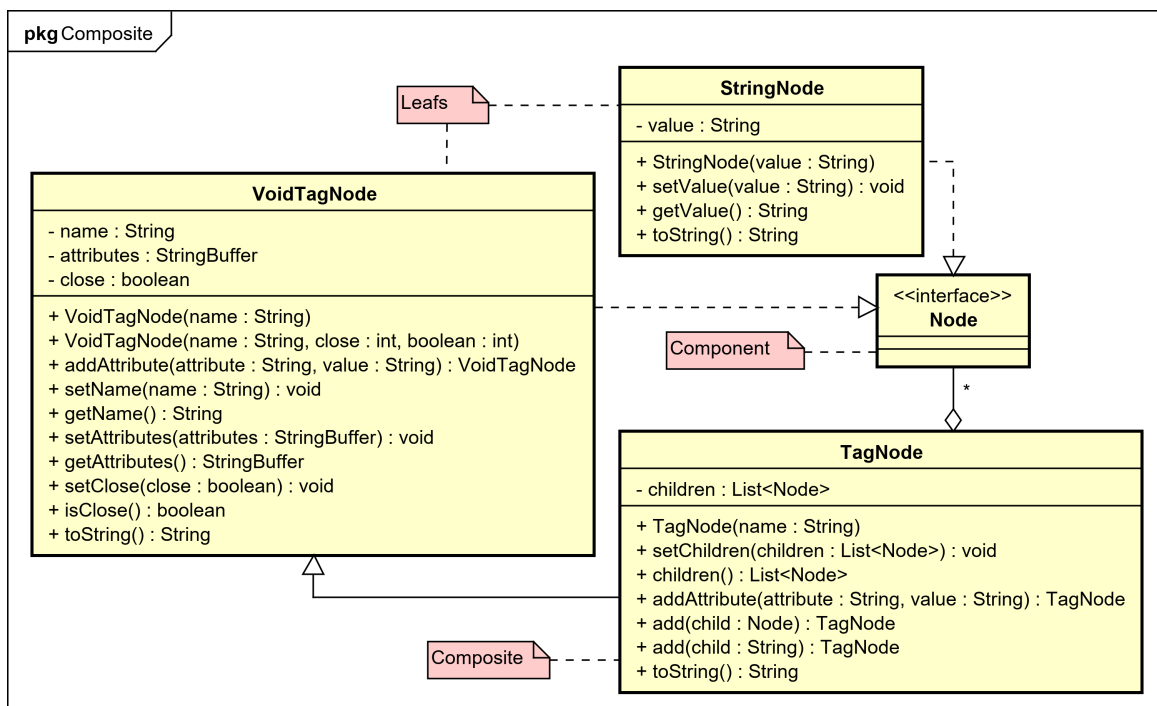 pkg Composite
Leafs
StringNode
- value : String
+ StringNode(value : String)
+ setValue(value : String) : void
+ getValue() : String
+ toString() : String
VoidTagNode
- name : String
- attributes : StringBuffer
- close : boolean
+ VoidTagNode(name : String)
+ VoidTagNode(name : String, close : int, boolean : int)
+ addAttribute(attribute : String, value : String) : VoidTagNode
+ setName(name : String) : void
+ getName() : String
+ setAttributes(attributes : StringBuffer) : void
+ getAttributes() : StringBuffer
+ setClose(close : boolean) : void
+ isClose() : boolean
+ toString() : String
<<interface>>
Node
Component
*
TagNode
- children : List<Node>
+ TagNode(name : String)
+ setChildren(children : List<Node>) : void
+ children() : List<Node>
+ addAttribute(attribute : String, value : String) : TagNode
+ add(child : Node) : TagNode
+ add(child : String) : TagNode
+ toString() : String
Composite